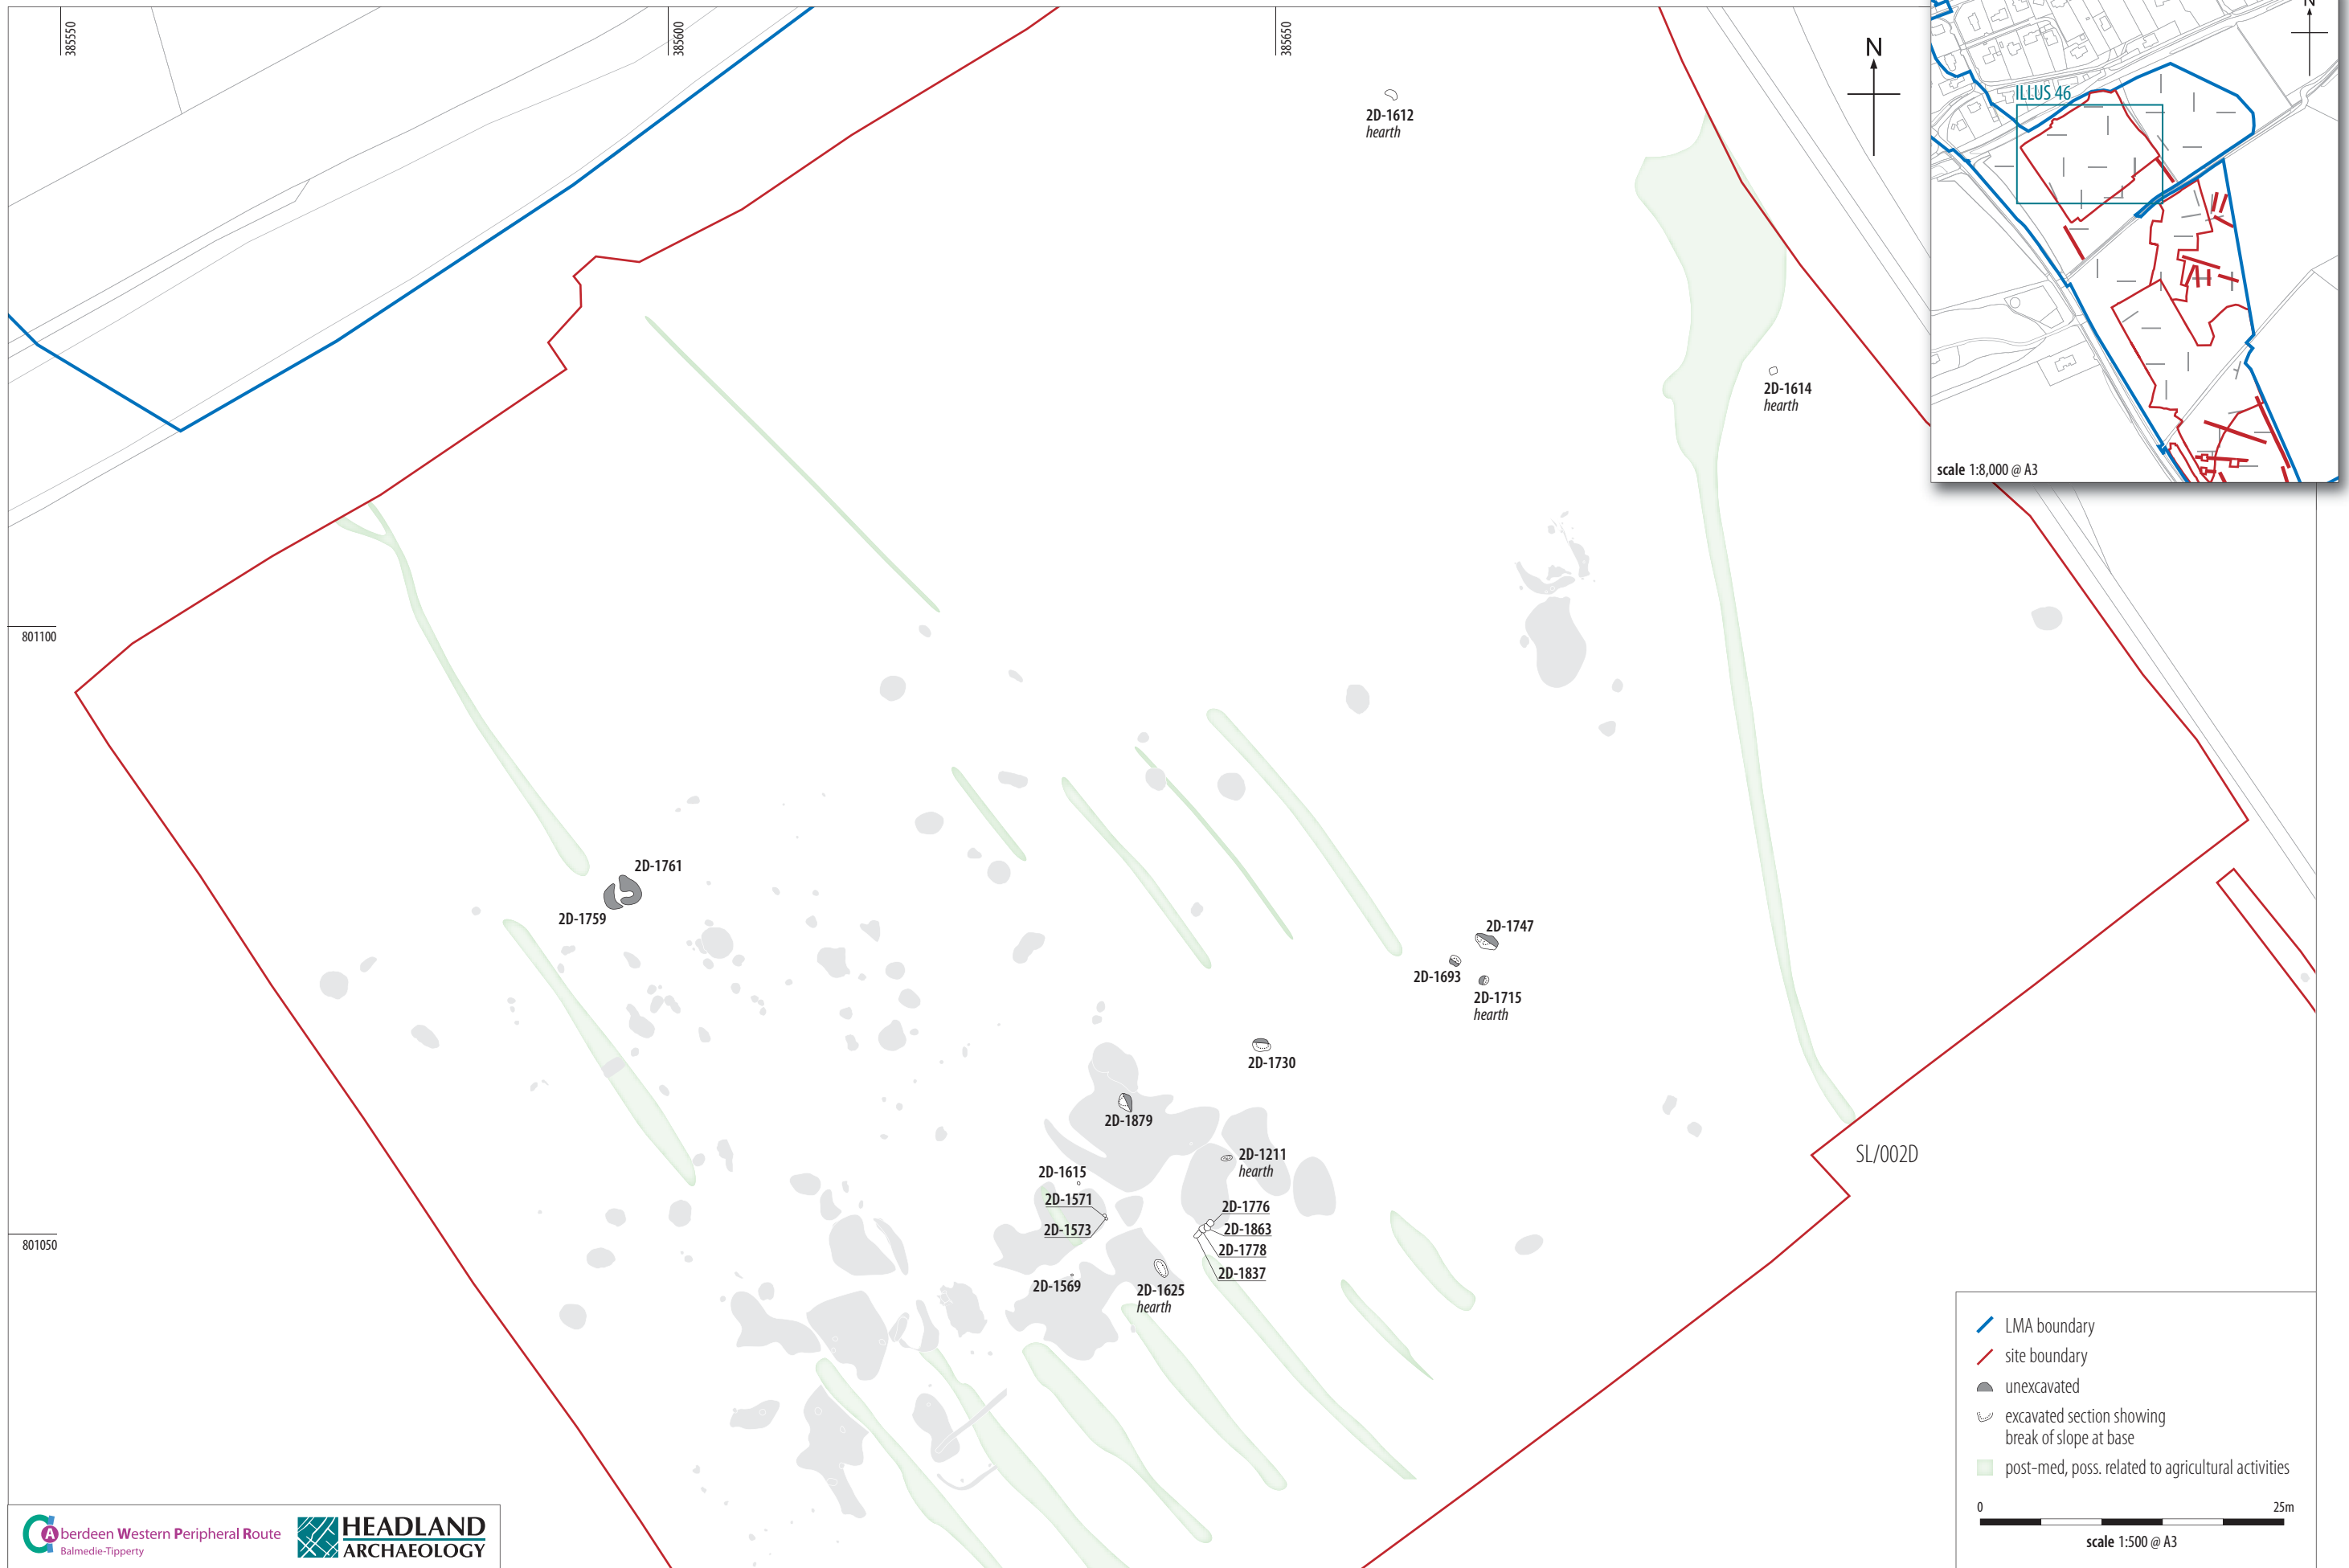 385550
385600
385650
N
N
ILLUS 46
scale 1:8,000 @ A3
2D-1612
hearth
2D-1614
hearth
801100
2D-1761
2D-1759
2D-1747
2D-1693
2D-1715
hearth
2D-1730
2D-1879
2D-1211
hearth
SL/002D
2D-1615
2D-1571
2D-1573
2D-1776
2D-1863
2D-1778
2D-1837
801050
2D-1569
2D-1625
hearth
LMA boundary
site boundary
unexcavated
excavated section showing
break of slope at base
post-med, poss. related to agricultural activities
0 25m
scale 1:500 @ A3
Aberdeen Western Peripheral Route
Balmedie-Tipperty
HEADLAND
ARCHAEOLOGY